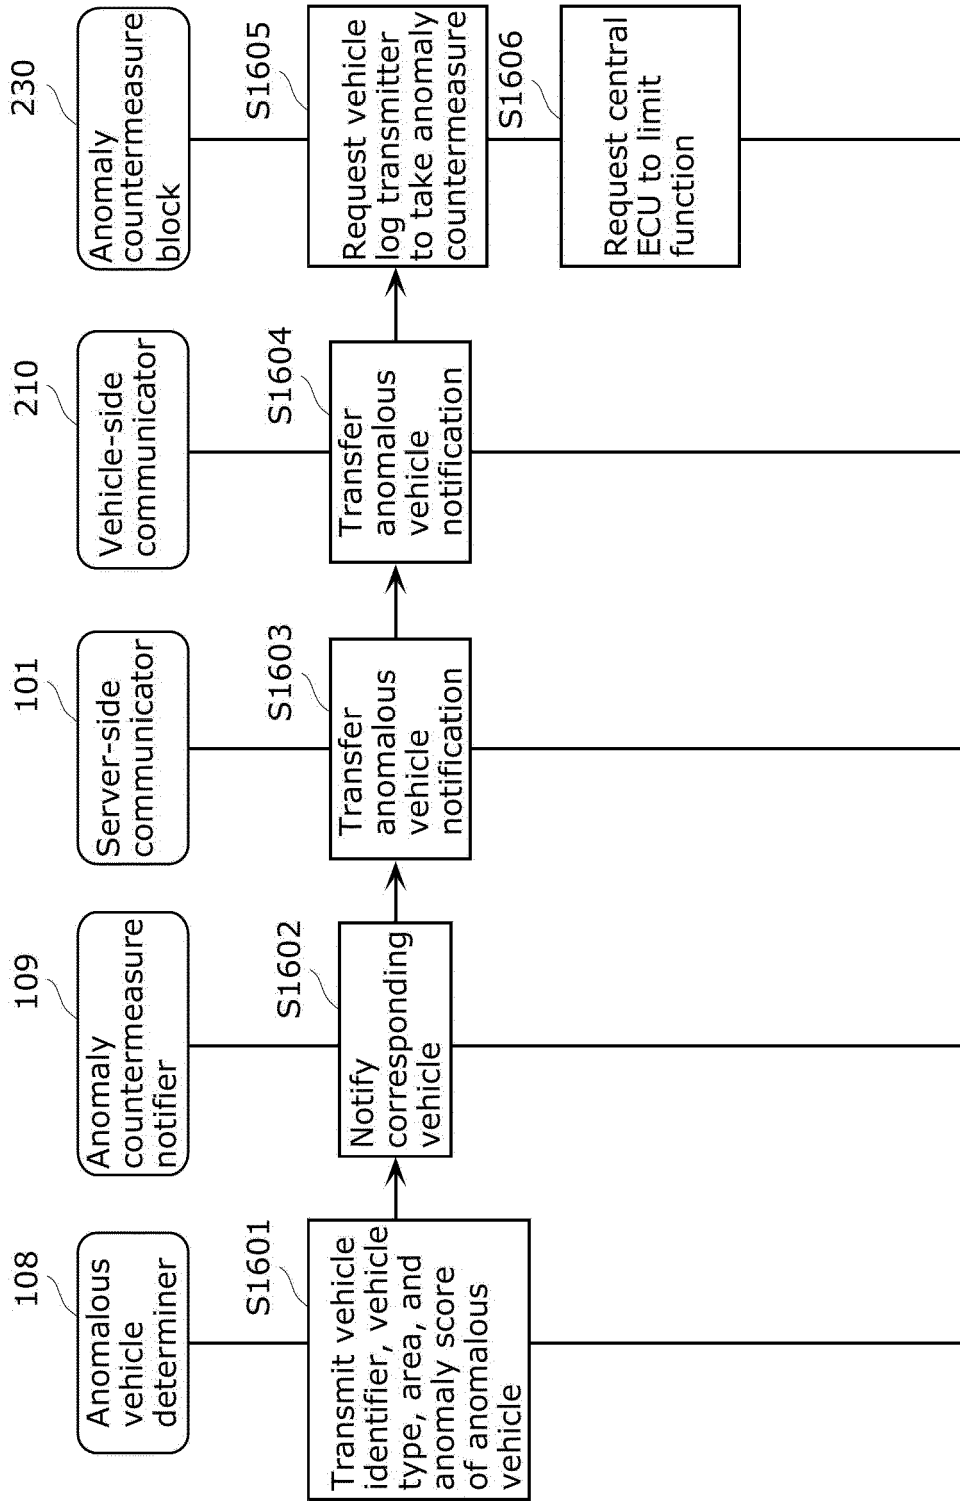 108
Anomalous
vehicle
determiner
109
Anomaly
countermeasure
notifier
101
Server-side
communicator
210
Vehicle-side
communicator
230
Anomaly
countermeasure
block
S1601
Transmit vehicle
identifier, vehicle
type, area, and
anomaly score
of anomalous
vehicle
S1602
Notify
corresponding
vehicle
S1603
Transfer
anomalous
vehicle
notification
S1604
Transfer
anomalous
vehicle
notification
S1605
Request vehicle
log transmitter
to take anomaly
countermeasure
S1606
Request central
ECU to limit
function